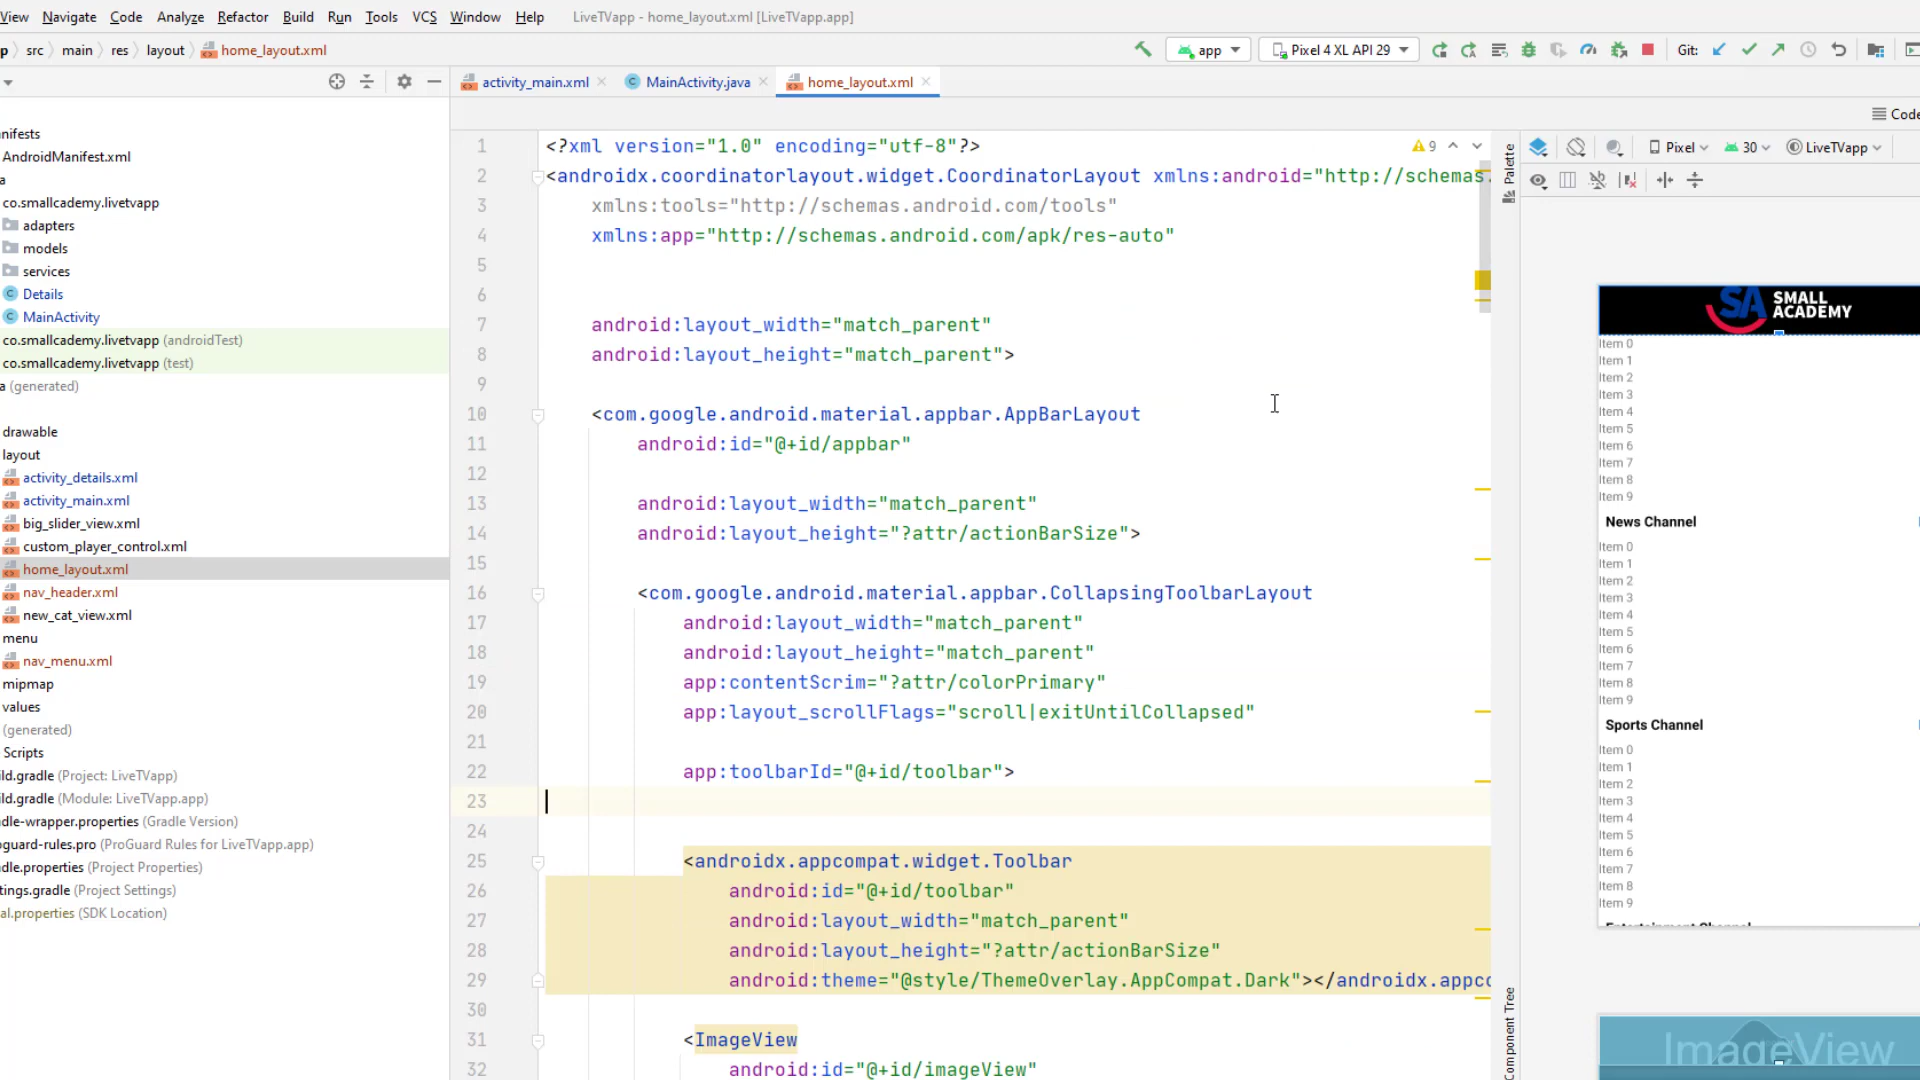 View Navigate Code Analyze Refactor Build Run Tools VCS Window Help LiveTVapp - home_layout.xml [LiveTVapp.app]
p src main res layout home_layout.xml
app Pixel 4 XL API 29 Git:
activity_main.xml MainActivity.java home_layout.xml
Code
nifests
AndroidManifest.xml
a
co.smallcademy.livetvapp
adapters
models
services
Details
MainActivity
co.smallcademy.livetvapp (androidTest)
co.smallcademy.livetvapp (test)
a (generated)
drawable
layout
activity_details.xml
activity_main.xml
big_slider_view.xml
custom_player_control.xml
home_layout.xml
nav_header.xml
new_cat_view.xml
menu
nav_menu.xml
mipmap
values
(generated)
Scripts
ild.gradle (Project: LiveTVapp)
ild.gradle (Module: LiveTVapp.app)
dle-wrapper.properties (Gradle Version)
oguard-rules.pro (ProGuard Rules for LiveTVapp.app)
dle.properties (Project Properties)
tings.gradle (Project Settings)
al.properties (SDK Location)
1 <?xml version="1.0" encoding="utf-8"?>
2 <androidx.coordinatorlayout.widget.CoordinatorLayout xmlns:android="http://schemas.
3 xmlns:tools="http://schemas.android.com/tools"
4 xmlns:app="http://schemas.android.com/apk/res-auto"
5
6
7 android:layout_width="match_parent"
8 android:layout_height="match_parent">
9
10 <com.google.android.material.appbar.AppBarLayout
11 android:id="@+id/appbar"
12
13 android:layout_width="match_parent"
14 android:layout_height="?attr/actionBarSize">
15
16 <com.google.android.material.appbar.CollapsingToolbarLayout
17 android:layout_width="match_parent"
18 android:layout_height="match_parent"
19 app:contentScrim="?attr/colorPrimary"
20 app:layout_scrollFlags="scroll|exitUntilCollapsed"
21
22 app:toolbarId="@+id/toolbar">
23
24
25 <androidx.appcompat.widget.Toolbar
26 android:id="@+id/toolbar"
27 android:layout_width="match_parent"
28 android:layout_height="?attr/actionBarSize"
29 android:theme="@style/ThemeOverlay.AppCompat.Dark"></androidx.appco
30
31 <ImageView
32 android:id="@+id/imageView"
9
Palette
Component Tree
Pixel 30 LiveTVapp
SA SMALL
ACADEMY
Item 0
Item 1
Item 2
Item 3
Item 4
Item 5
Item 6
Item 7
Item 8
Item 9
News Channel
Item 0
Item 1
Item 2
Item 3
Item 4
Item 5
Item 6
Item 7
Item 8
Item 9
Sports Channel
Item 0
Item 1
Item 2
Item 3
Item 4
Item 5
Item 6
Item 7
Item 8
Item 9
Entertainment Channel
ImageView